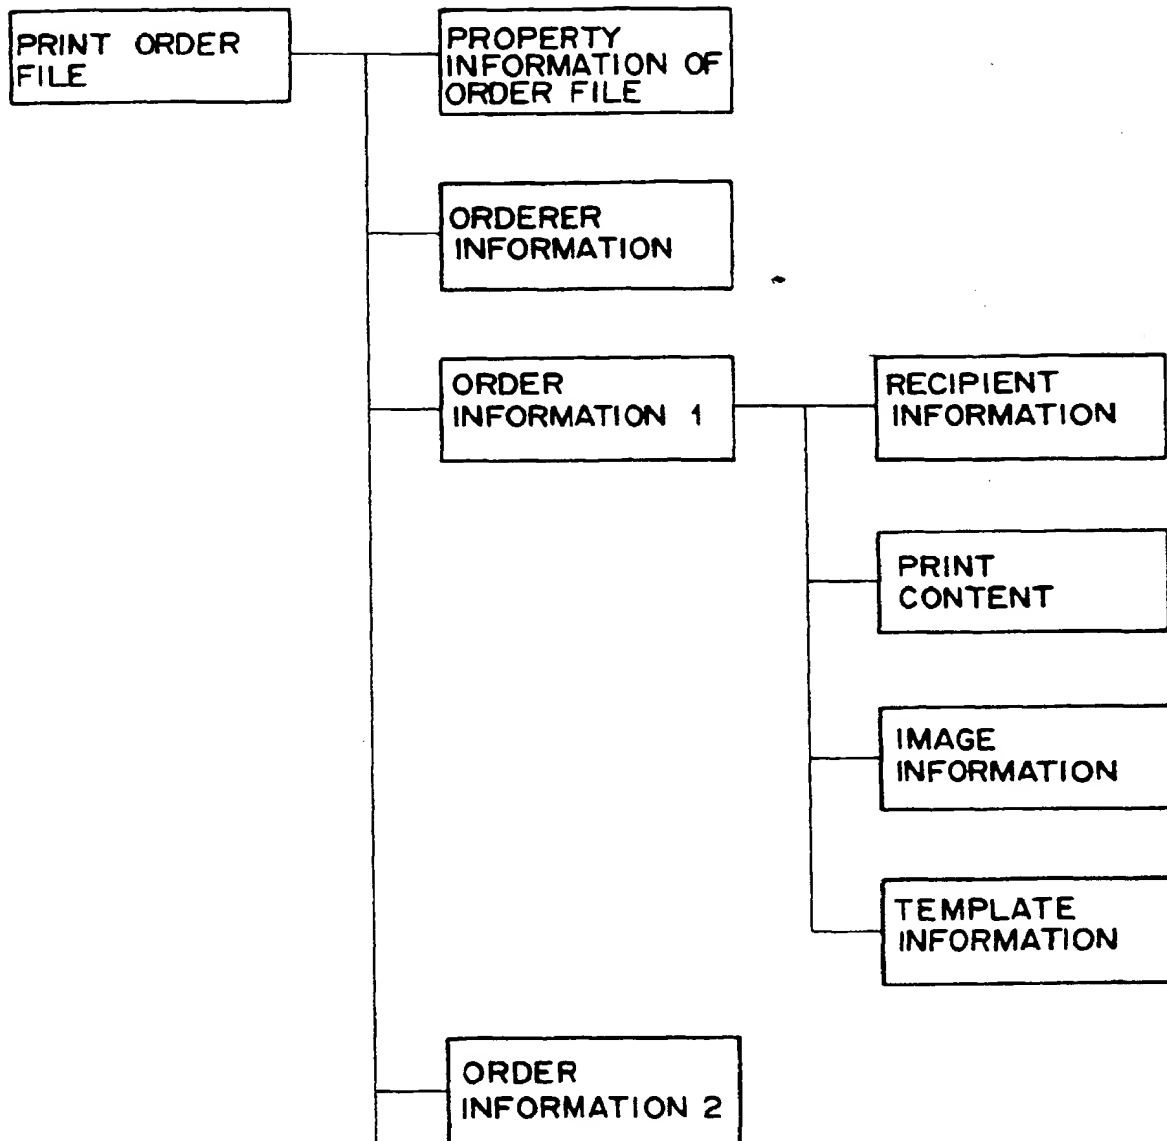 PRINT ORDER
FILE
PROPERTY
INFORMATION OF
ORDER FILE
ORDERER
INFORMATION
ORDER
INFORMATION 1
RECIPIENT
INFORMATION
PRINT
CONTENT
IMAGE
INFORMATION
TEMPLATE
INFORMATION
ORDER
INFORMATION 2